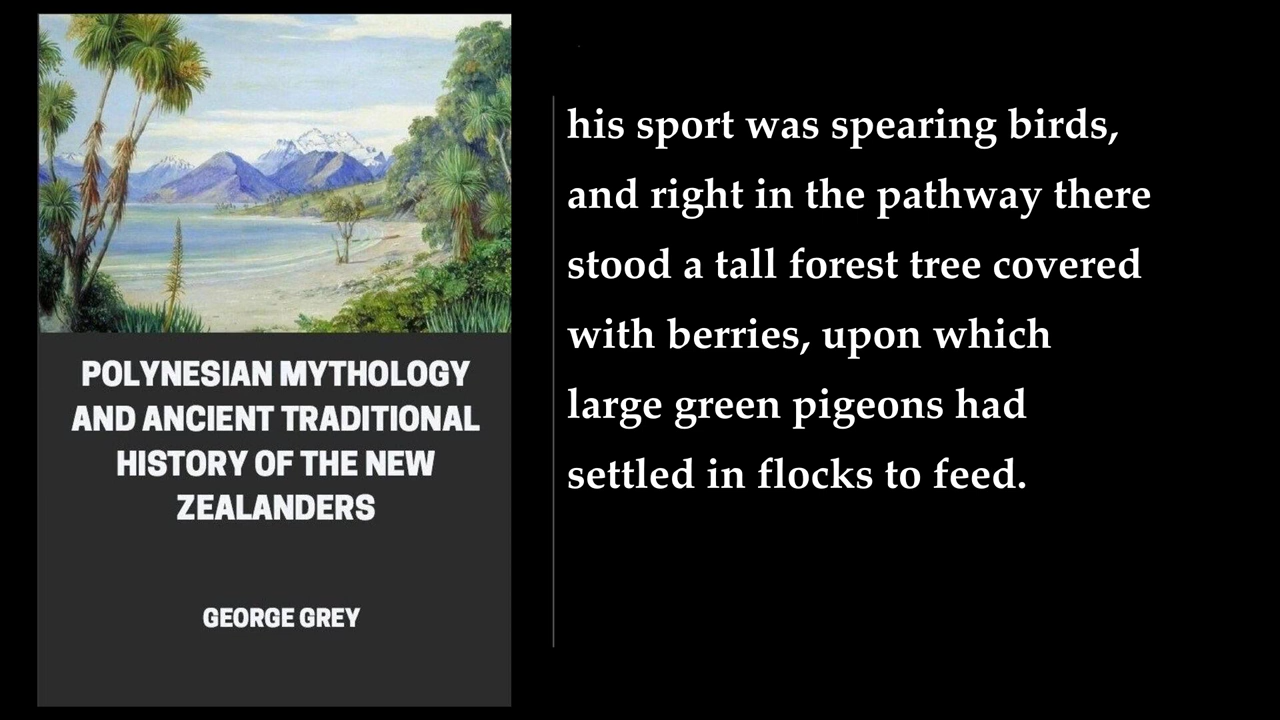 POLYNESIAN MYTHOLOGY
AND ANCIENT TRADITIONAL
HISTORY OF THE NEW
ZEALANDERS
GEORGE GREY
his sport was spearing birds,
and right in the pathway there
stood a tall forest tree covered
with berries, upon which
large green pigeons had
settled in flocks to feed.